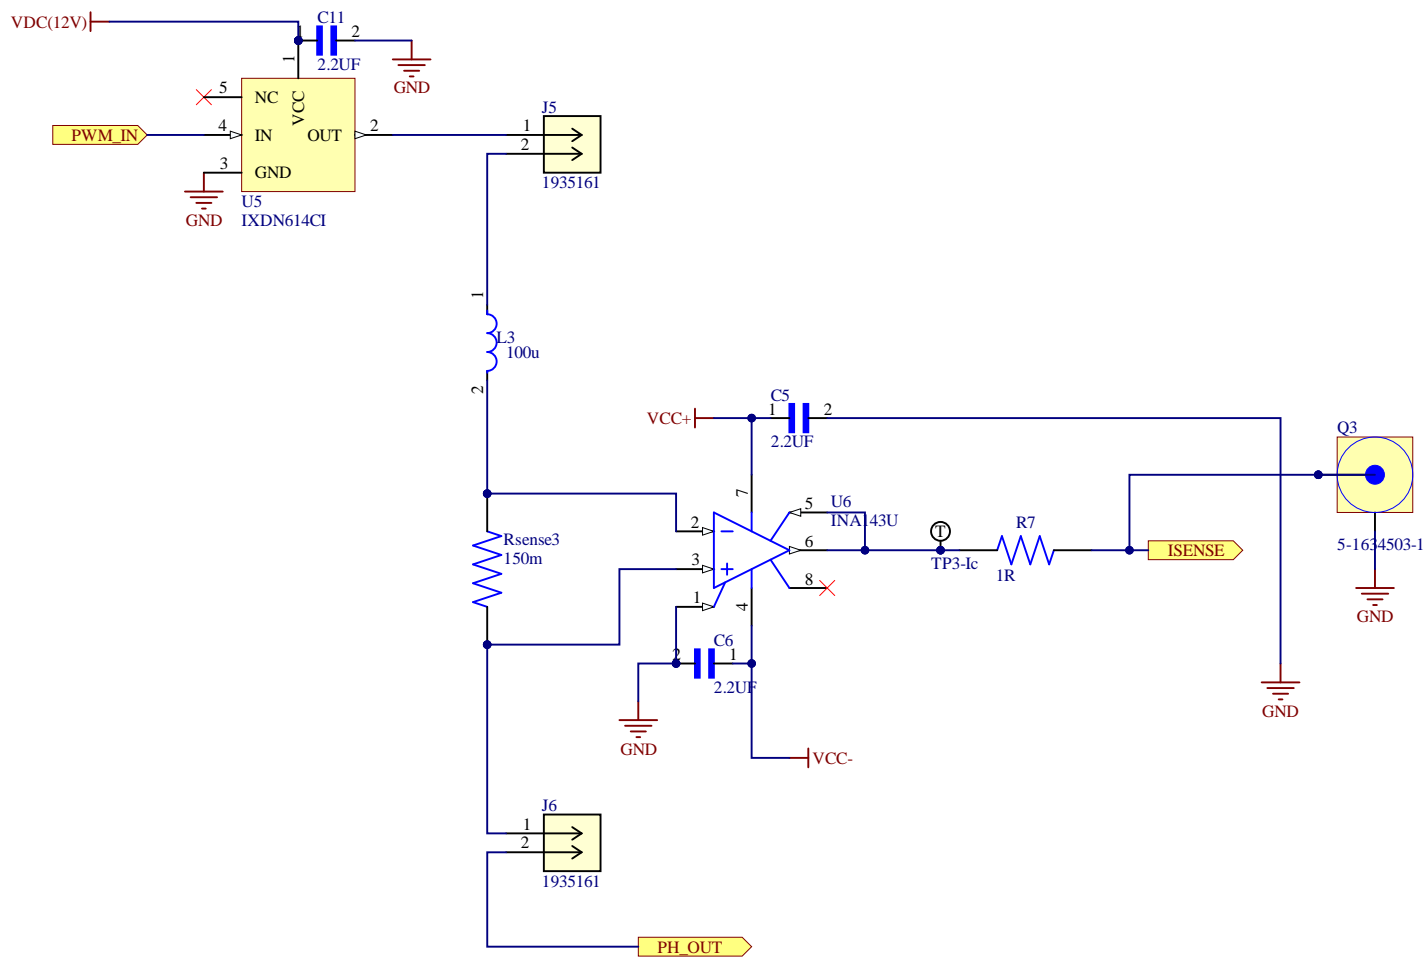 VDC(12V)
C11
2
2.2UF
1
GND
5
NC
VCC
PWM_IN
4
IN
OUT
2
3
GND
GND
U5
IXDN614CI
J5
1
2
1935161
1
L3
100u
2
VCC+
C5
1
2
2.2UF
Q3
7
5
U6
INA143U
2
6
Rsense3
150m
3
T
TP3-Ic
R7
1R
ISENSE
5-1634503-1
8
1
4
GND
C6
2
1
2.2UF
GND
GND
VCC-
J6
1
2
1935161
PH_OUT